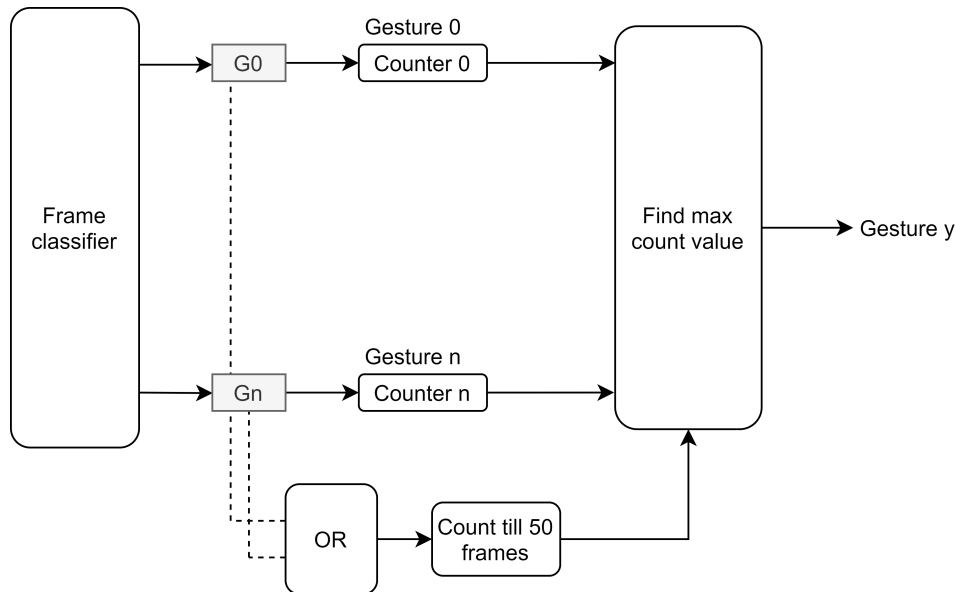 Gesture 0
G0
Counter 0
Frame
classifier
Find max
count value
Gesture y
Gesture n
Gn
Counter n
OR
Count till 50
frames